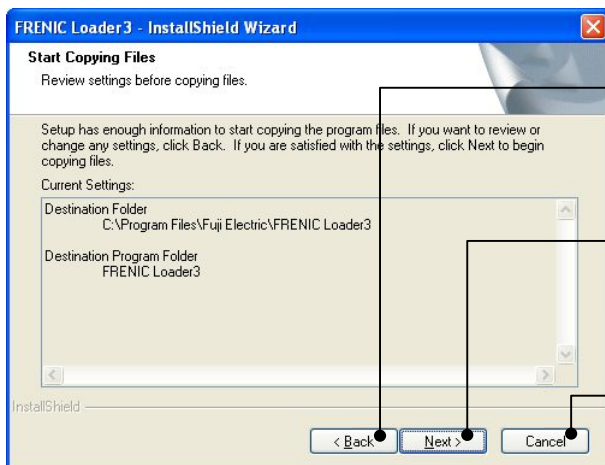 FRENIC Loader3 - InstallShield Wizard
Start Copying Files
Review settings before copying files.
Setup has enough information to start copying the program files.  If you want to review or
change any settings, click Back.  If you are satisfied with the settings, click Next to begin
copying files.
Current Settings:
Destination Folder
C:\Program Files\Fuji Electric\FRENIC Loader3
Destination Program Folder
FRENIC Loader3
InstallShield
< Back
Next >
Cancel